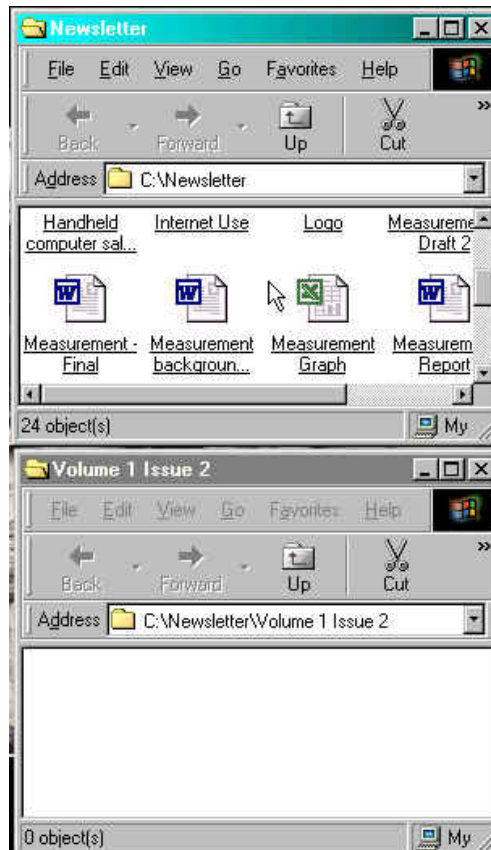 Newsletter
File Edit View Go Favorites Help
Back Forward Up Cut »
Address C:\Newsletter
Handheld Internet Use Logo Measureme
computer sal... Draft 2
Measurement - Measurement Measurement Measurem
Final backgroun... Graph Report
24 object(s) My
Volume 1 Issue 2
File Edit View Go Favorites Help
Back Forward Up Cut »
Address C:\Newsletter\Volume 1 Issue 2
0 object(s) My